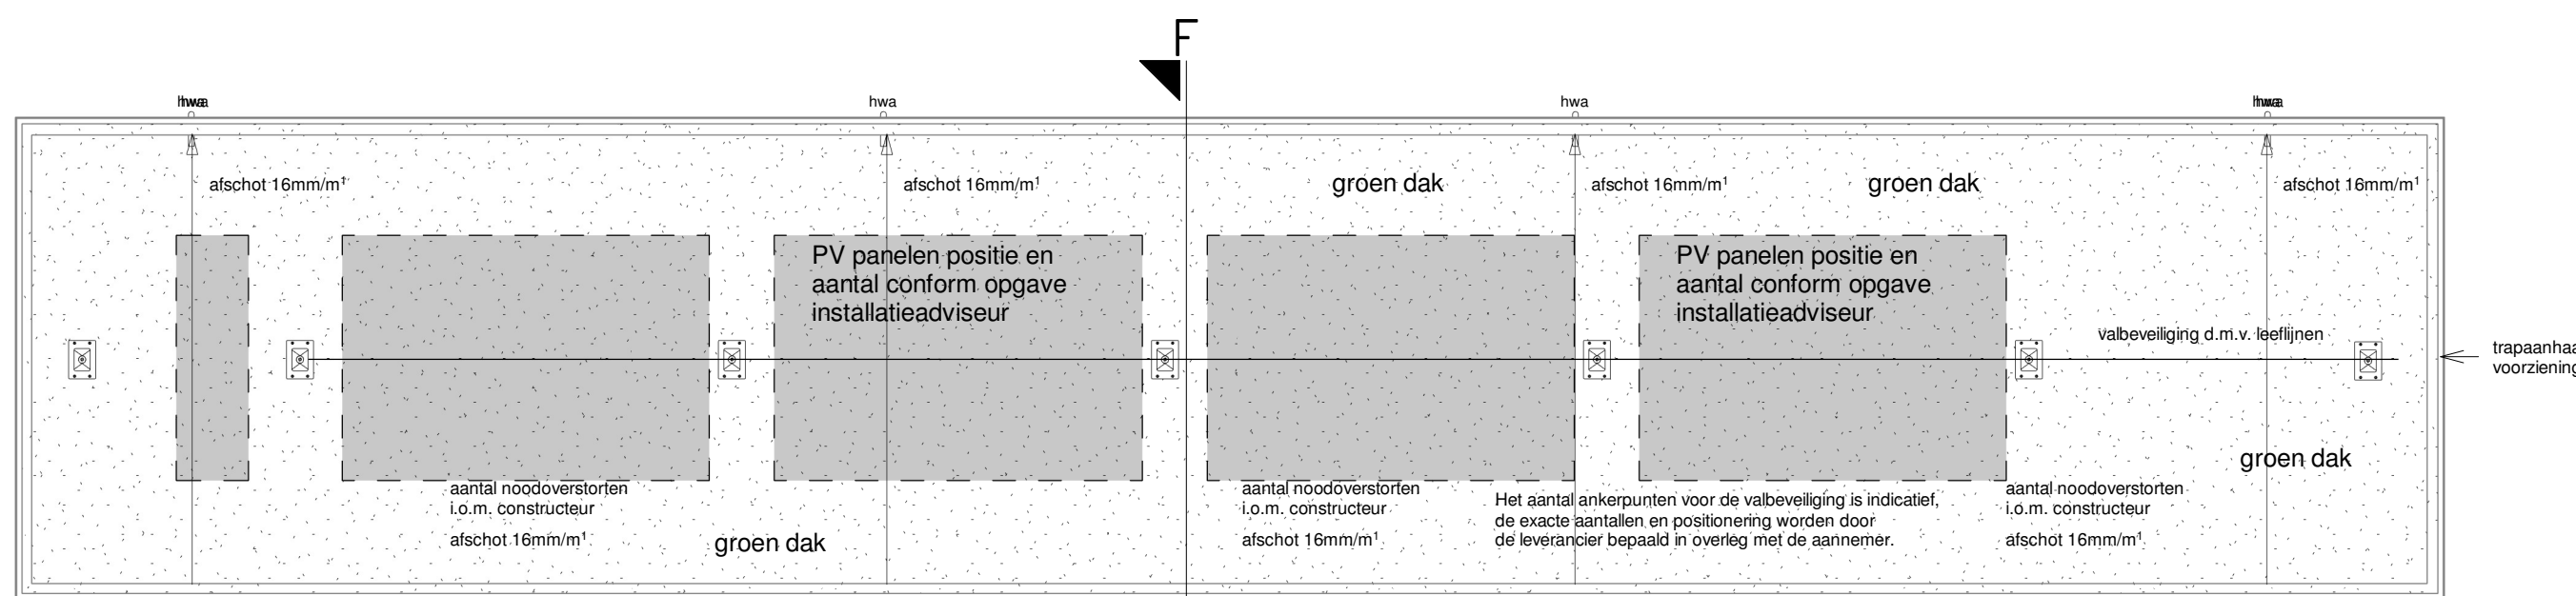 F
hwa
hwa
hwa
hwa
afschot 16mm/m¹
afschot 16mm/m¹
groen dak
afschot 16mm/m¹
groen dak
afschot 16mm/m¹
PV panelen positie en
aantal conform opgave
installatieadviseur
PV panelen positie en
aantal conform opgave
installatieadviseur
valbeveiliging d.m.v. leeflijnen
trapaanhaa
voorziening
groen dak
aantal noodoverstorten
i.o.m. constructeur
afschot 16mm/m¹
groen dak
aantal noodoverstorten
i.o.m. constructeur
afschot 16mm/m¹
Het aantal ankerpunten voor de valbeveiliging is indicatief,
de exacte aantallen en positionering worden door
de leverancier bepaald in overleg met de aannemer.
aantal noodoverstorten
i.o.m. constructeur
afschot 16mm/m¹